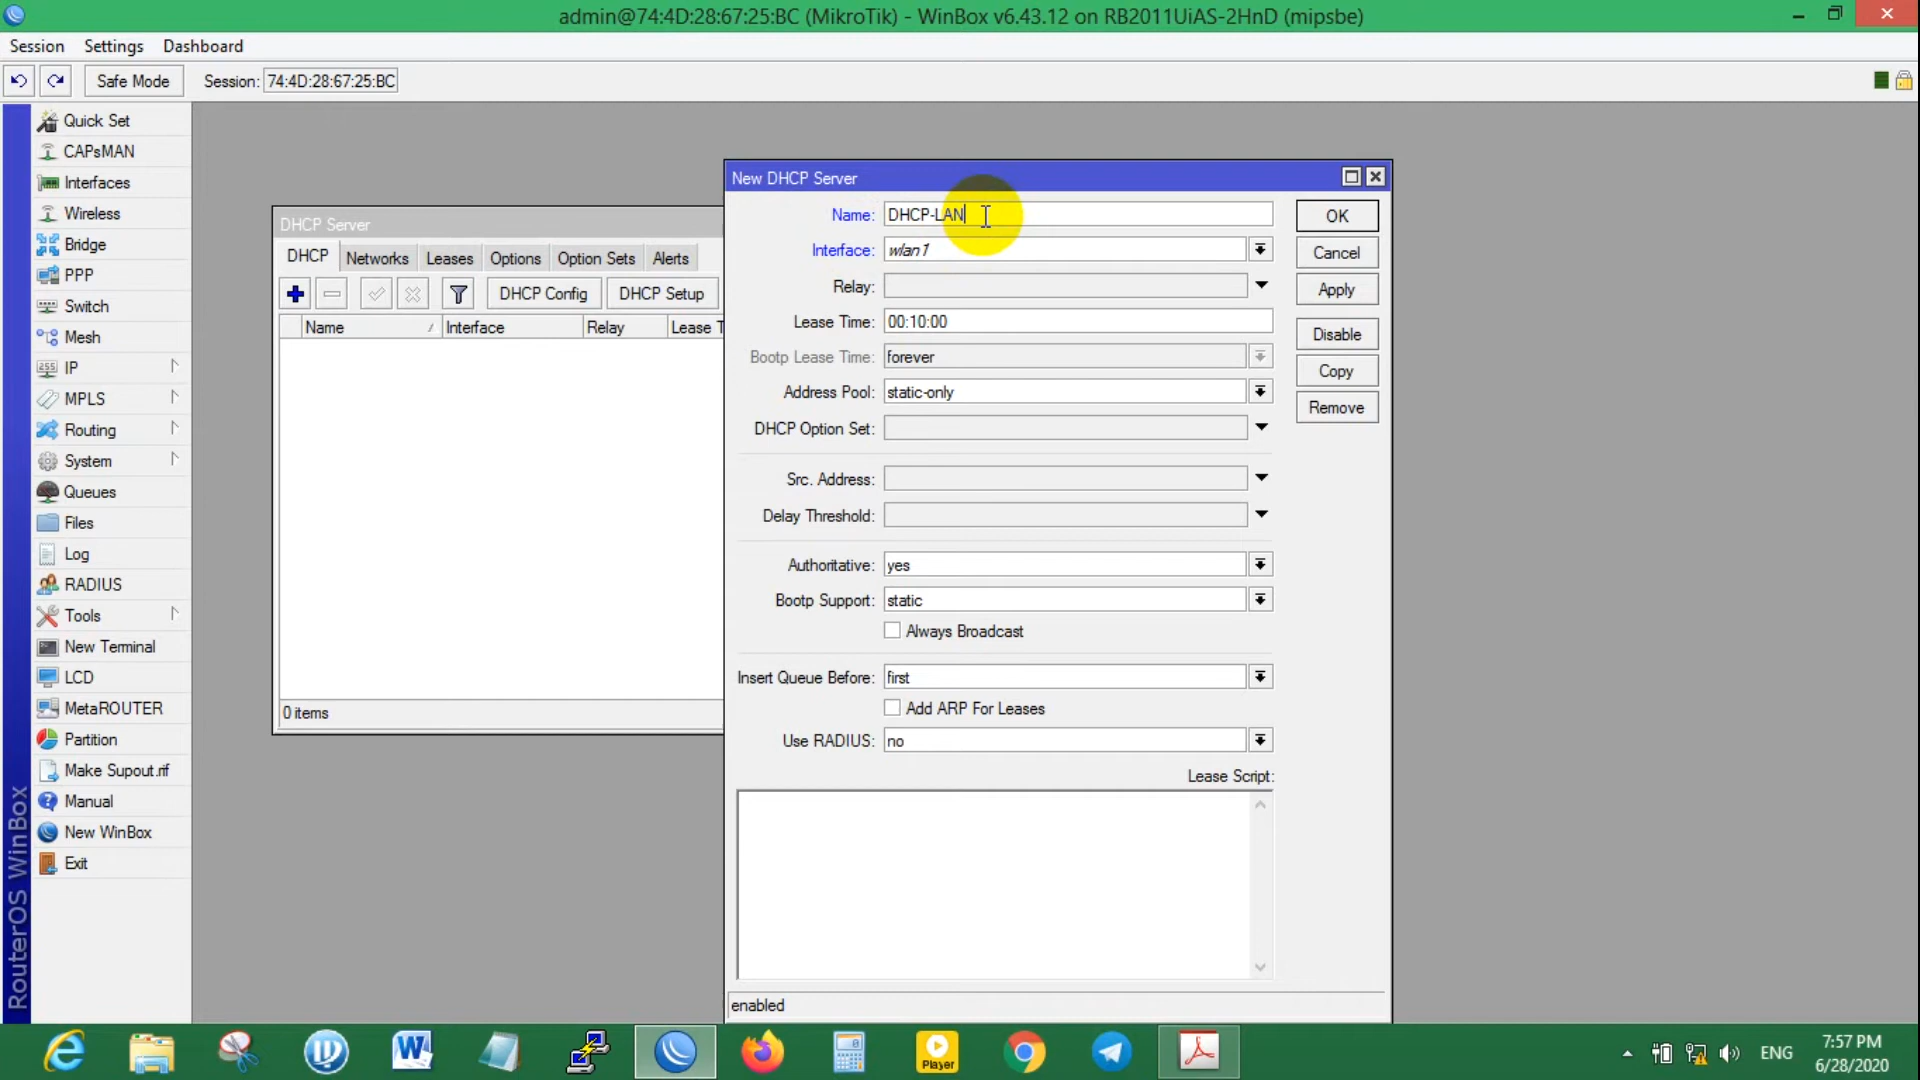 admin@74:4D:28:67:25:BC (MikroTik) - WinBox v6.43.12 on RB2011UiAS-2HnD (mipsbe)
Session Settings Dashboard
Safe Mode Session: 74:4D:28:67:25:BC
Quick Set
CAPsMAN
Interfaces
Wireless
Bridge
PPP
Switch
Mesh
IP
MPLS
Routing
System
Queues
Files
Log
RADIUS
Tools
New Terminal
LCD
MetaROUTER
Partition
Make Supout.rif
Manual
New WinBox
Exit
RouterOS WinBox
DHCP Server
DHCP Networks Leases Options Option Sets Alerts
DHCP Config DHCP Setup
Name Interface Relay Lease T
0 items
New DHCP Server
Name: DHCP-LAN
Interface: wlan1
Relay:
Lease Time: 00:10:00
Bootp Lease Time: forever
Address Pool: static-only
DHCP Option Set:
Src. Address:
Delay Threshold:
Authoritative: yes
Bootp Support: static
Always Broadcast
Insert Queue Before: first
Add ARP For Leases
Use RADIUS: no
Lease Script:
enabled
OK
Cancel
Apply
Disable
Copy
Remove
Player
ENG
7:57 PM
6/28/2020